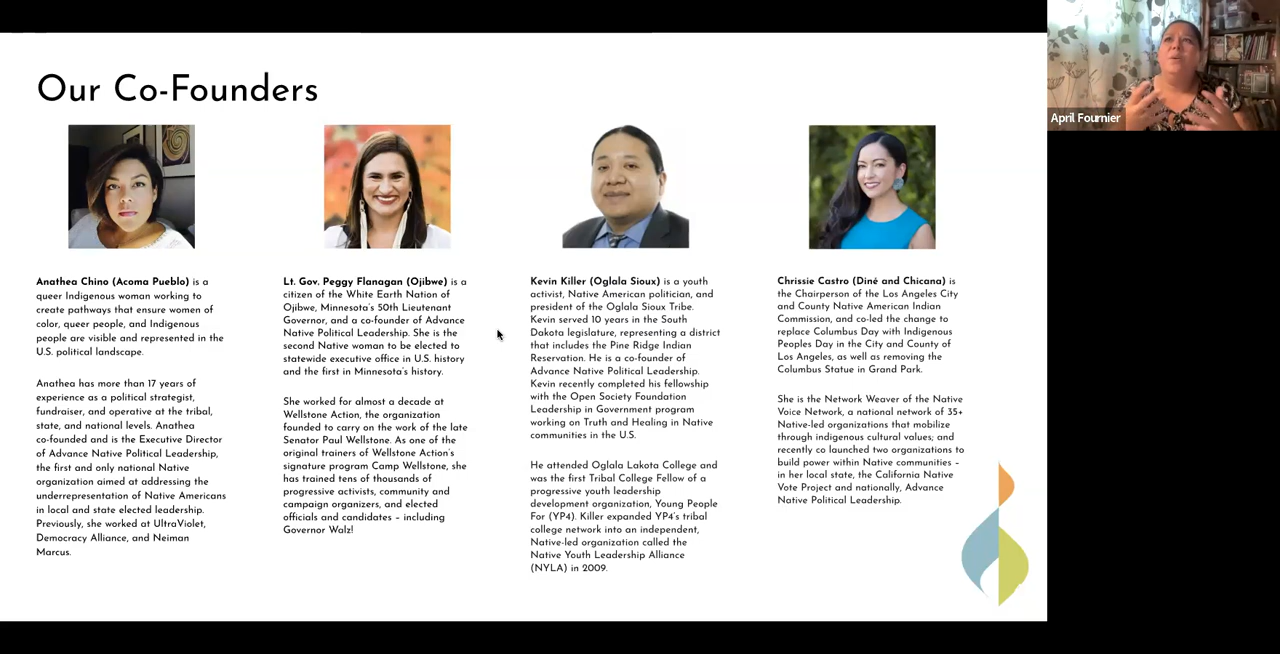 Our Co-Founders
April Fournier
Anathea Chino (Acoma Pueblo) is a
queer Indigenous woman working to
create pathways that ensure women of
color, queer people, and Indigenous
people are visible and represented in the
U.S. political landscape.
Anathea has more than 17 years of
experience as a political strategist,
fundraiser, and operative at the tribal,
state, and national levels. Anathea
co-founded and is the Executive Director
of Advance Native Political Leadership,
the first and only national Native
organization aimed at addressing the
underrepresentation of Native Americans
in local and state elected leadership.
Previously, she worked at UltraViolet,
Democracy Alliance, and Neiman
Marcus.
Lt. Gov. Peggy Flanagan (Ojibwe) is a
citizen of the White Earth Nation of
Ojibwe, Minnesota's 50th Lieutenant
Governor, and a co-founder of Advance
Native Political Leadership. She is the
second Native woman to be elected to
statewide executive office in U.S. history
and the first in Minnesota's history.
She worked for almost a decade at
Wellstone Action, the organization
founded to carry on the work of the late
Senator Paul Wellstone. As one of the
original trainers of Wellstone Action's
signature program Camp Wellstone, she
has trained tens of thousands of
progressive activists, community and
campaign organizers, and elected
officials and candidates – including
Governor Walz!
Kevin Killer (Oglala Sioux) is a youth
activist, Native American politician, and
president of the Oglala Sioux Tribe.
Kevin served 10 years in the South
Dakota legislature, representing a district
that includes the Pine Ridge Indian
Reservation. He is a co-founder of
Advance Native Political Leadership.
Kevin recently completed his fellowship
with the Open Society Foundation
Leadership in Government program
working on Truth and Healing in Native
communities in the U.S.
He attended Oglala Lakota College and
was the first Tribal College Fellow of a
progressive youth leadership
development organization, Young People
For (YP4). Killer expanded YP4's tribal
college network into an independent,
Native-led organization called the
Native Youth Leadership Alliance
(NYLA) in 2009.
Chrissie Castro (Diné and Chicana) is
the Chairperson of the Los Angeles City
and County Native American Indian
Commission, and co-led the change to
replace Columbus Day with Indigenous
Peoples Day in the City and County of
Los Angeles, as well as removing the
Columbus Statue in Grand Park.
She is the Network Weaver of the Native
Voice Network, a national network of 35+
Native-led organizations that mobilize
through indigenous cultural values; and
recently co launched two organizations to
build power within Native communities –
in her local state, the California Native
Vote Project and nationally, Advance
Native Political Leadership.